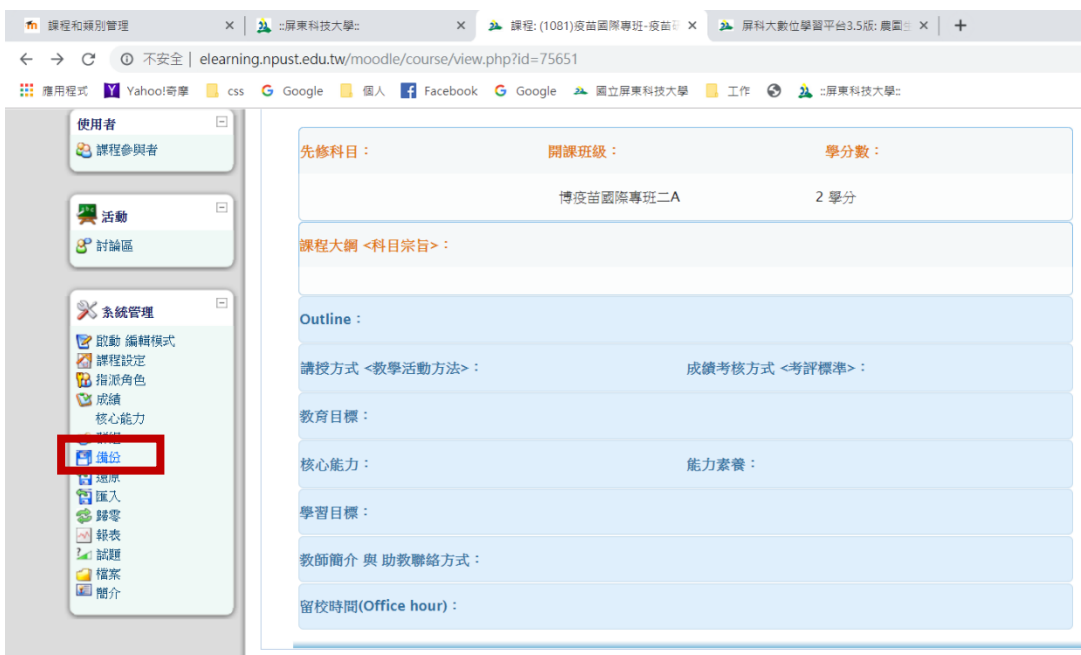 課程和類別管理 × ::屏東科技大學:: × 課程: (1081)疫苗國際專班-疫苗 × 屏科大數位學習平台3.5版: 農園 × +
不安全 | elearning.npust.edu.tw/moodle/course/view.php?id=75651
應用程式 Yahoo!奇摩 css Google 個人 Facebook Google 國立屏東科技大學 工作 ::屏東科技大學::
使用者
課程參與者
活動
討論區
系統管理
啟動 編輯模式
課程設定
指派角色
成績
核心能力
備份
還原
匯入
歸零
報表
試題
檔案
簡介
先修科目： 開課班級： 學分數：
博疫苗國際專班二A 2 學分
課程大綱 <科目宗旨>：
Outline：
講授方式 <教學活動方法>： 成績考核方式 <考評標準>：
教育目標：
核心能力： 能力素養：
學習目標：
教師簡介 與 助教聯絡方式：
留校時間(Office hour)：